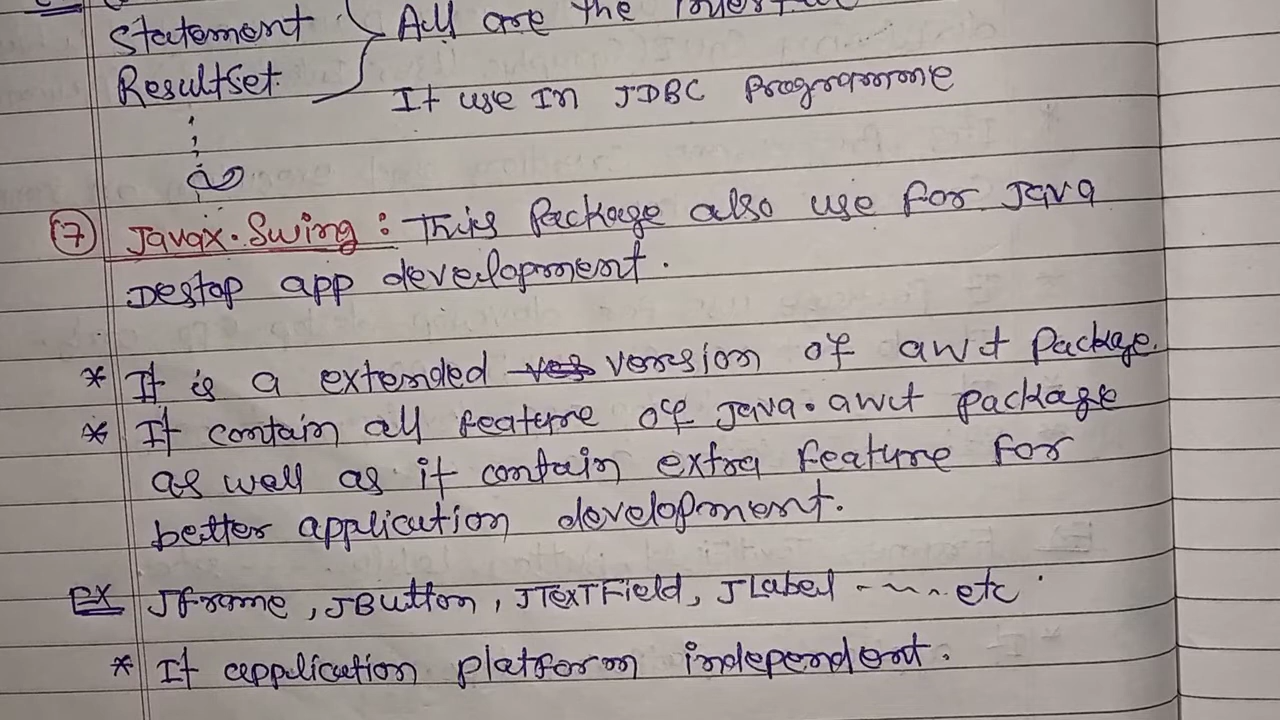 Statement
All are the
Resultset
It use In JDBC Programme
(7) Javax.Swing : This Package also use for Java
Destop app development.
* It is a extended version of awt Package.
* It contain all feature of java.awt package
as well as it contain extra feature for
better application development.
Ex JFrame, JButton, JTextField, JLabel ---- etc.
* It application platform independent.